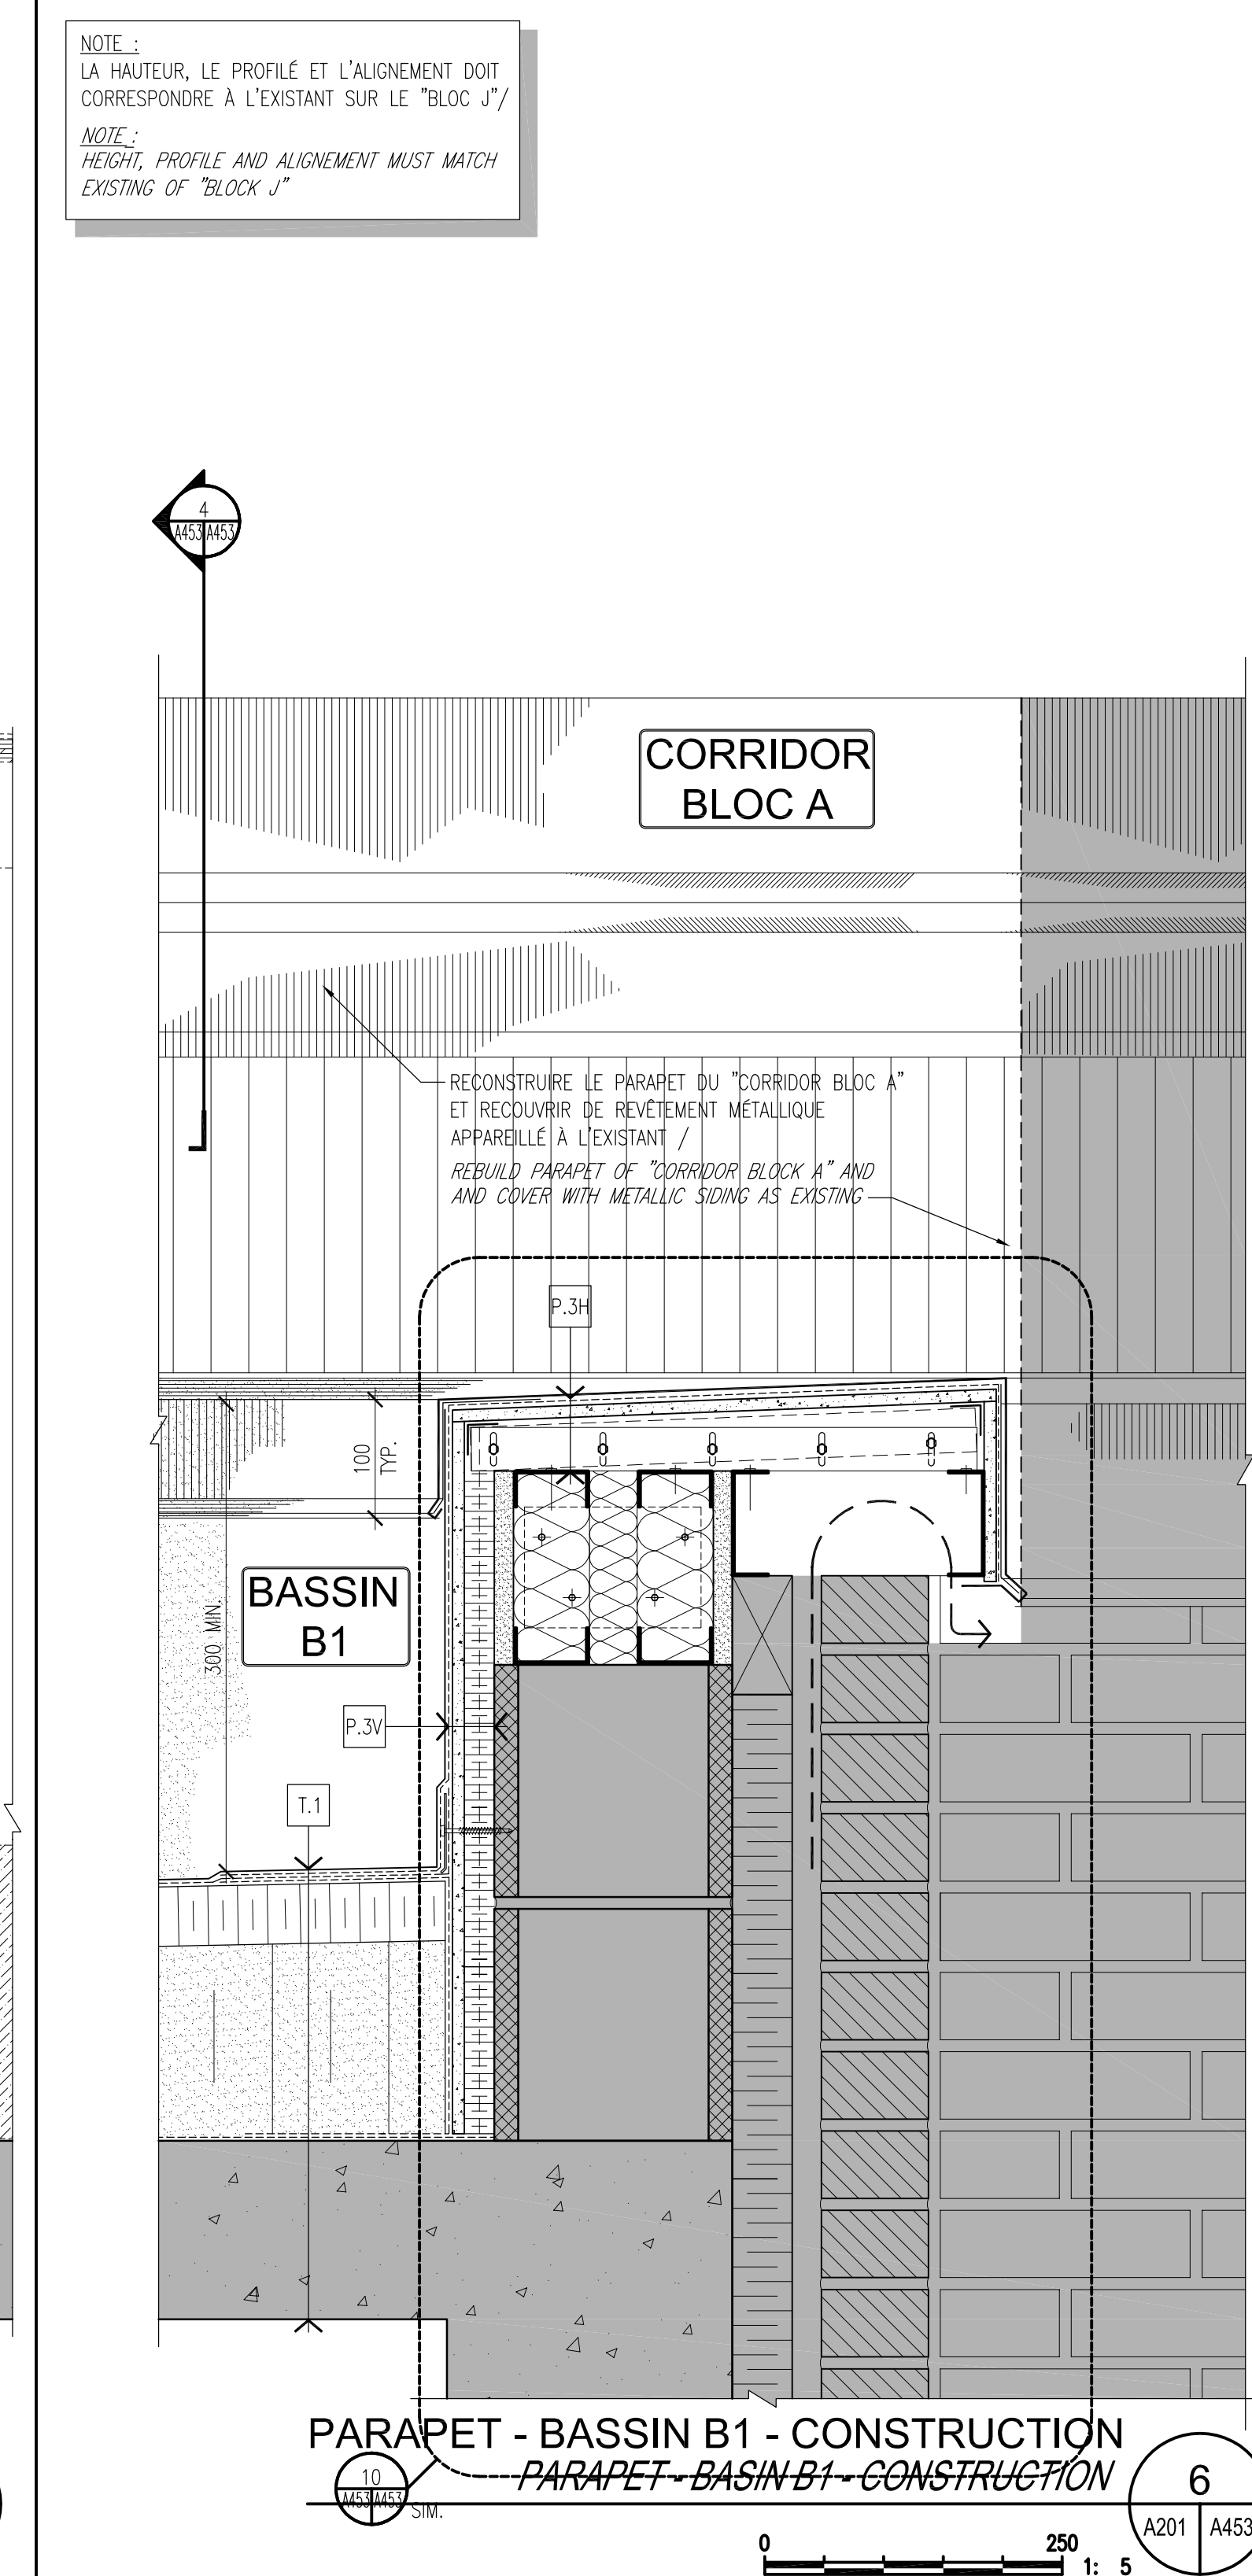 NOTE :
LA HAUTEUR, LE PROFILÉ ET L'ALIGNEMENT DOIT
CORRESPONDRE À L'EXISTANT SUR LE "BLOC J"/
NOTE :
HEIGHT, PROFILE AND ALIGNEMENT MUST MATCH
EXISTING OF "BLOCK J"
4
A453 A453
CORRIDOR
BLOC A
RECONSTRUIRE LE PARAPET DU "CORRIDOR BLOC A"
ET RECOUVRIR DE REVÊTEMENT MÉTALLIQUE
APPAREILLÉ À L'EXISTANT /
REBUILD PARAPET OF "CORRIDOR BLOCK A" AND
AND COVER WITH METALLIC SIDING AS EXISTING
P.3H
100
TYP.
BASSIN
B1
300 MIN.
P.3V
T.1
PARAPET - BASSIN B1 - CONSTRUCTION
PARAPET - BASIN B1 - CONSTRUCTION
10
A453 A453
SIM.
6
A201 A453
0 250
1: 5